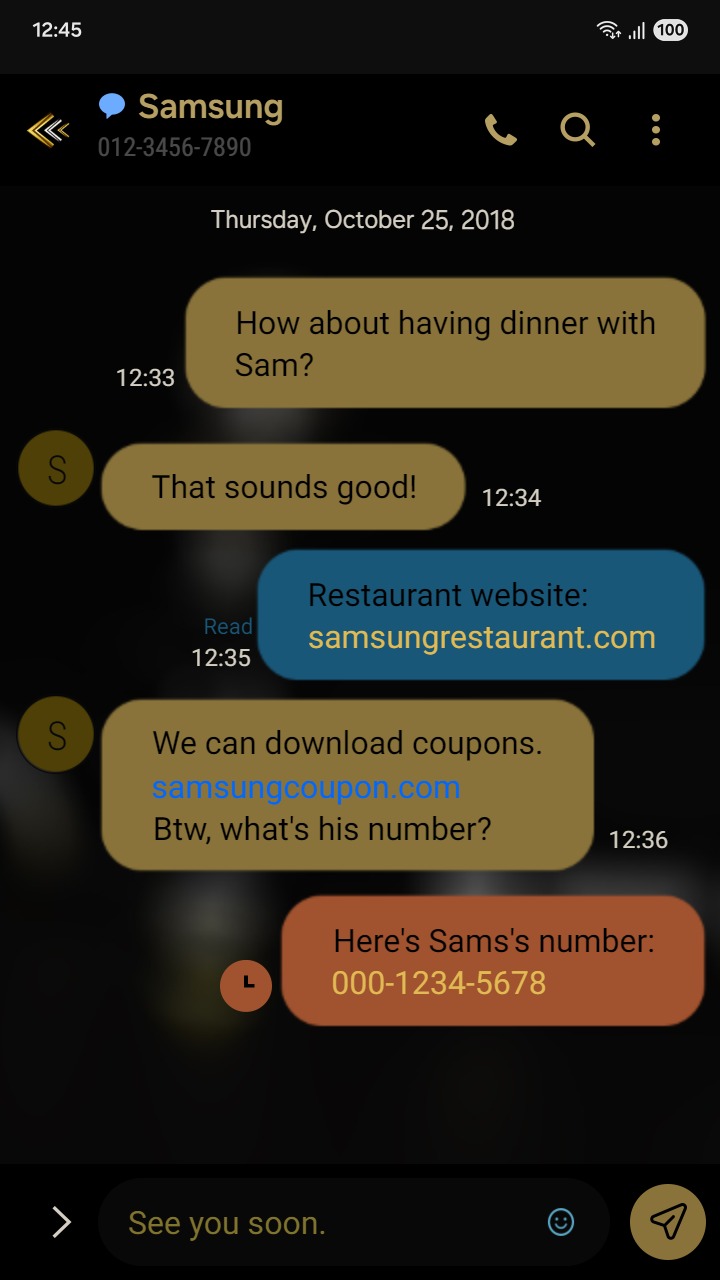 12:45
100
Samsung
012-3456-7890
Thursday, October 25, 2018
How about having dinner with
Sam?
12:33
S
That sounds good!
12:34
Restaurant website:
samsungrestaurant.com
Read
12:35
S
We can download coupons.
samsungcoupon.com
Btw, what's his number?
12:36
Here's Sams's number:
000-1234-5678
See you soon.